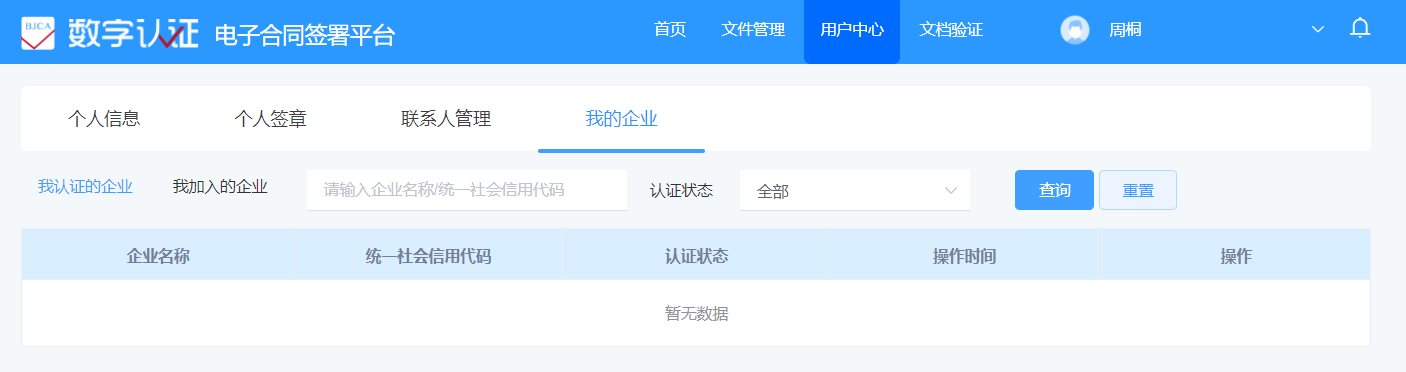 BJCA 数字认证 电子合同签署平台 首页 文件管理 用户中心 文档验证 周桐
个人信息 个人签章 联系人管理 我的企业
我认证的企业 我加入的企业 请输入企业名称/统一社会信用代码 认证状态 全部 查询 重置
企业名称 统一社会信用代码 认证状态 操作时间 操作
暂无数据